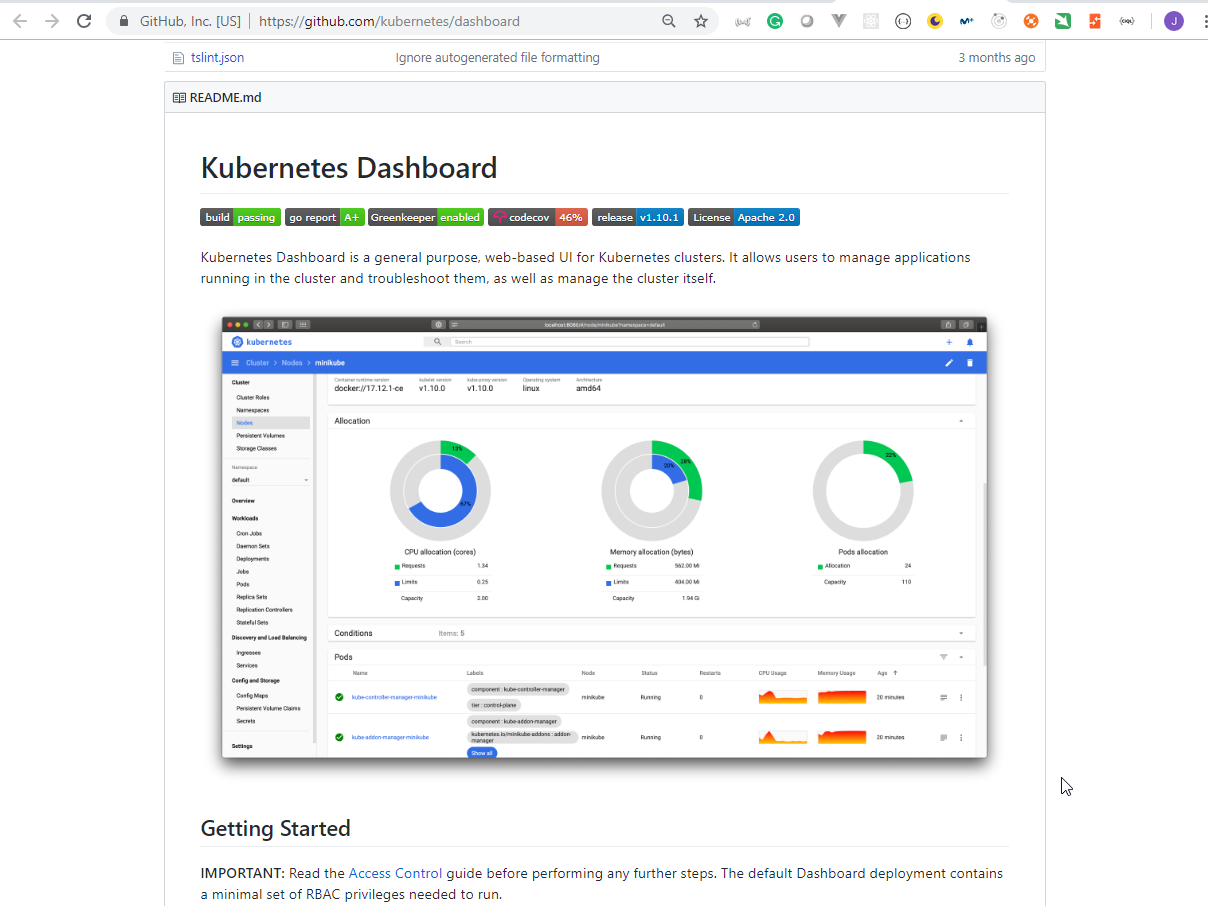 GitHub, Inc. [US] | https://github.com/kubernetes/dashboard
J
tslint.json Ignore autogenerated file formatting 3 months ago
README.md
Kubernetes Dashboard
build passing go report A+ Greenkeeper enabled codecov 46% release v1.10.1 License Apache 2.0
Kubernetes Dashboard is a general purpose, web-based UI for Kubernetes clusters. It allows users to manage applications
running in the cluster and troubleshoot them, as well as manage the cluster itself.
localhost:8080/#/node/minikube?namespace=default
kubernetes Search
Cluster > Nodes > minikube
Cluster
Cluster Roles
Namespaces
Nodes
Persistent Volumes
Storage Classes
Namespace
default
Overview
Workloads
Cron Jobs
Daemon Sets
Deployments
Jobs
Pods
Replica Sets
Replication Controllers
Stateful Sets
Discovery and Load Balancing
Ingresses
Services
Config and Storage
Config Maps
Persistent Volume Claims
Secrets
Settings
Container runtime version kubelet version kube-proxy version Operating system Architecture
docker://17.12.1-ce v1.10.0 v1.10.0 linux amd64
Allocation
13%
67%
CPU allocation (cores)
Requests 1.34
Limits 0.25
Capacity 2.00
20%
28%
Memory allocation (bytes)
Requests 562.00 Mi
Limits 404.00 Mi
Capacity 1.94 Gi
22%
Pods allocation
Allocation 24
Capacity 110
Conditions Items: 5
Pods
Name Labels Node Status Restarts CPU Usage Memory Usage Age
kube-controller-manager-minikube component : kube-controller-manager minikube Running 0 20 minutes
tier : control-plane
kube-addon-manager-minikube component : kube-addon-manager minikube Running 0 20 minutes
kubernetes.io/minikube-addons : addon-
manager
Show all
Getting Started
IMPORTANT: Read the Access Control guide before performing any further steps. The default Dashboard deployment contains
a minimal set of RBAC privileges needed to run.